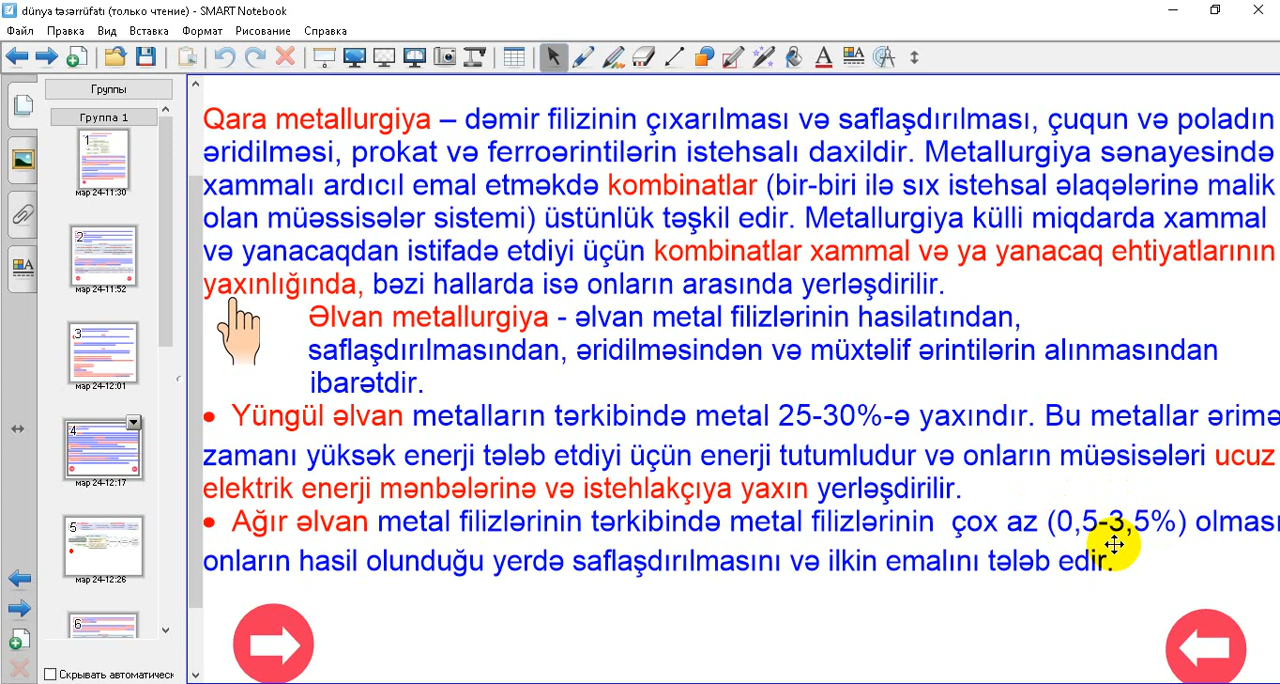 dünya təsərrüfatı (только чтение) - SMART Notebook
Файл Правка Вид Вставка Формат Рисование Справка
Группы
Группа 1
1
мар 24-11:30
2
мар 24-11:52
3
мар 24-12:01
4
мар 24-12:17
5
мар 24-12:26
6
Скрывать автоматическ
Qara metallurgiya – dəmir filizinin çıxarılması və saflaşdırılması, çuqun və poladın
əridilməsi, prokat və ferroərintilərin istehsalı daxildir. Metallurgiya sənayesində
xammalı ardıcıl emal etməkdə kombinatlar (bir-biri ilə sıx istehsal əlaqələrinə malik
olan müəssisələr sistemi) üstünlük təşkil edir. Metallurgiya külli miqdarda xammal
və yanacaqdan istifadə etdiyi üçün kombinatlar xammal və ya yanacaq ehtiyatlarının
yaxınlığında, bəzi hallarda isə onların arasında yerləşdirilir.
Əlvan metallurgiya - əlvan metal filizlərinin hasilatından,
saflaşdırılmasından, əridilməsindən və müxtəlif ərintilərin alınmasından
ibarətdir.
• Yüngül əlvan metalların tərkibində metal 25-30%-ə yaxındır. Bu metallar ərimə
zamanı yüksək enerji tələb etdiyi üçün enerji tutumludur və onların müəsisələri ucuz
elektrik enerji mənbələrinə və istehlakçıya yaxın yerləşdirilir.
• Ağır əlvan metal filizlərinin tərkibində metal filizlərinin çox az (0,5-3,5%) olması
onların hasil olunduğu yerdə saflaşdırılmasını və ilkin emalını tələb edir.